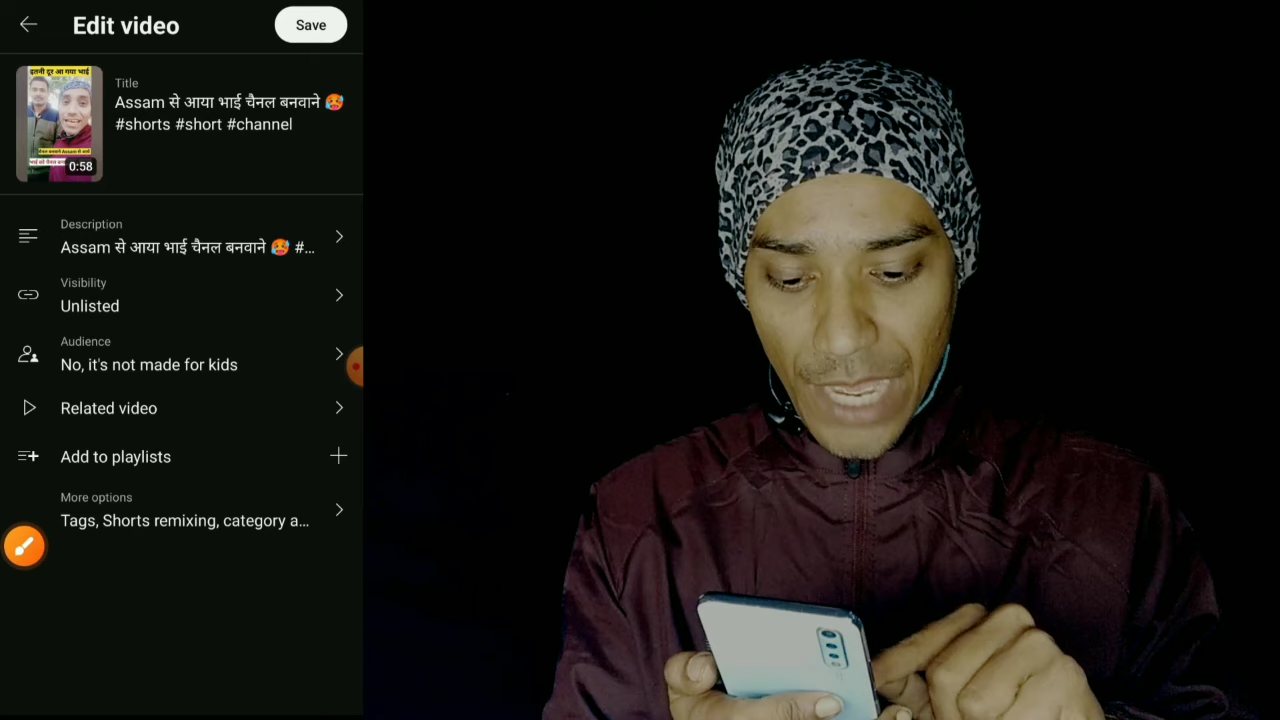 Edit video
Save
इतनी दूर आ गया भाई
0:58
Title
Assam से आया भाई चैनल बनवाने 🥵
#shorts #short #channel
Description
Assam से आया भाई चैनल बनवाने 🥵 #...
Visibility
Unlisted
Audience
No, it's not made for kids
Related video
Add to playlists
More options
Tags, Shorts remixing, category a...